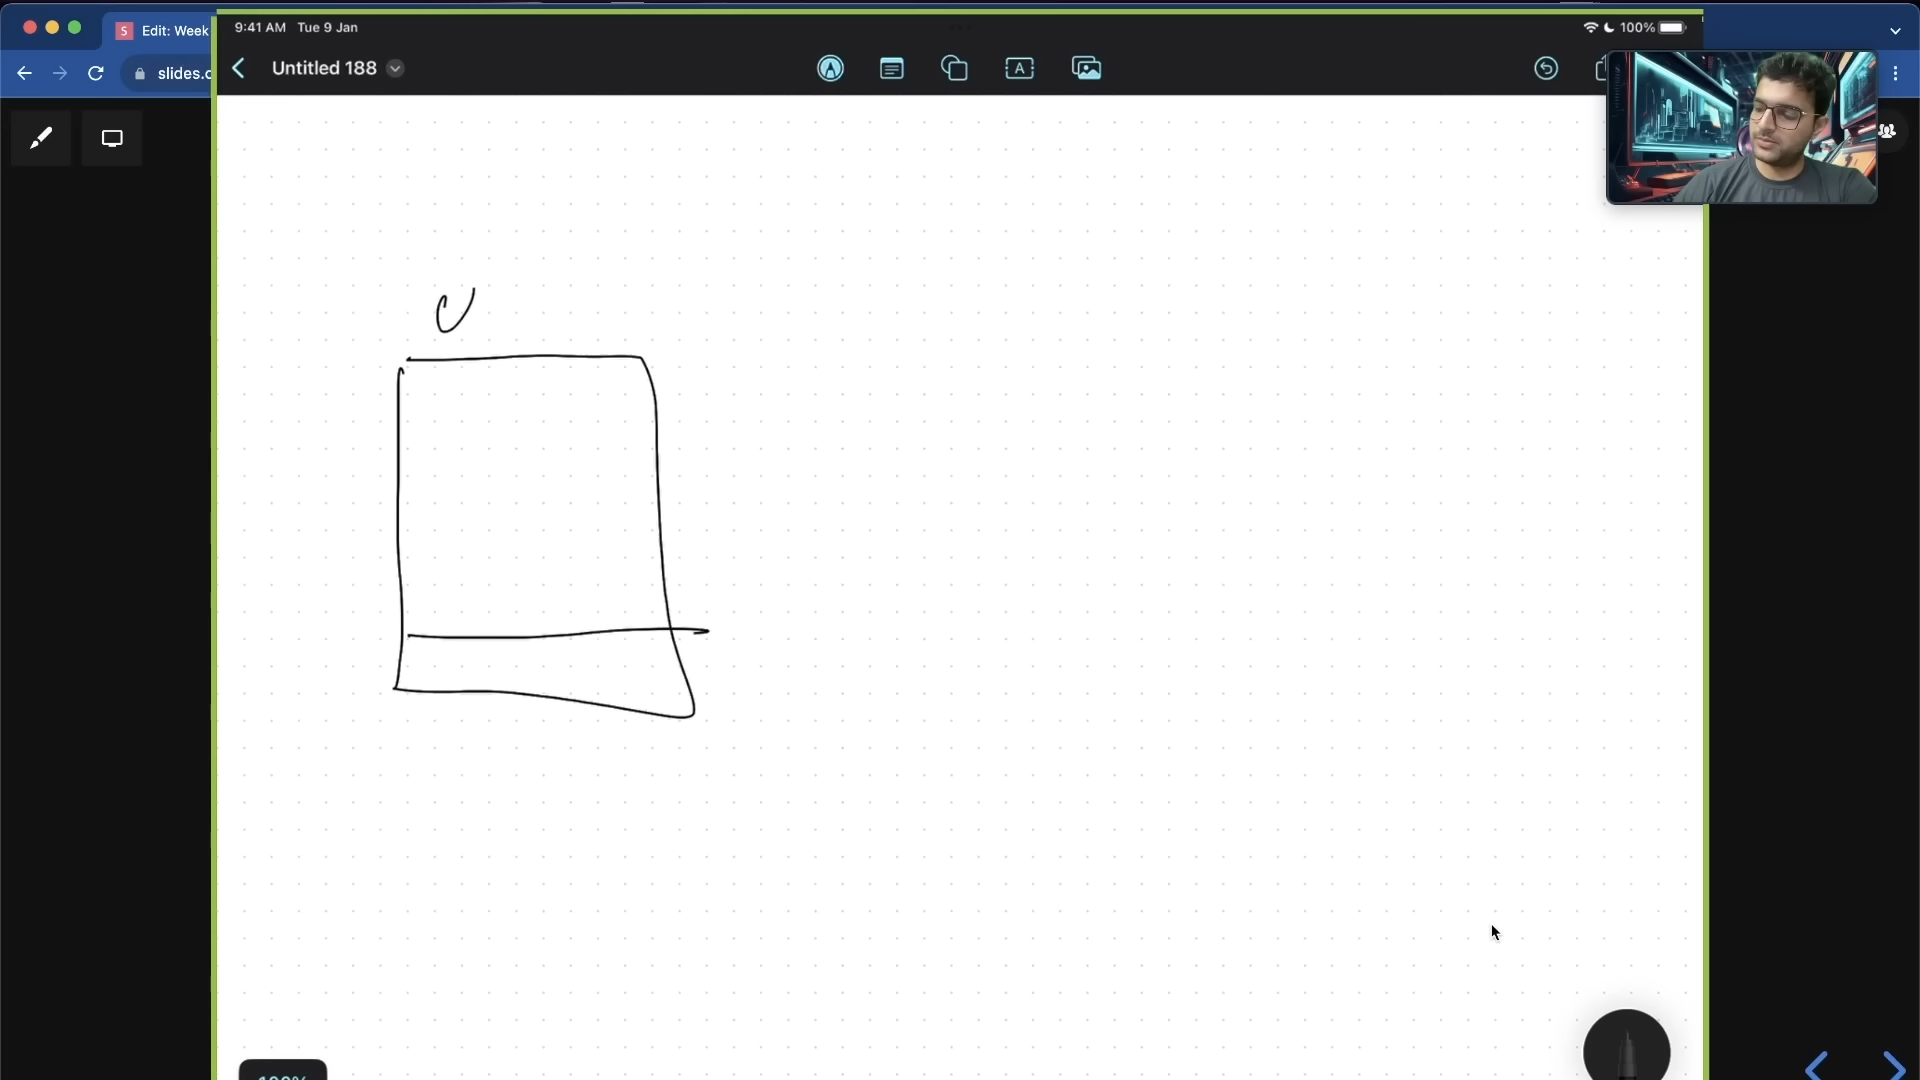 S Edit: Week
9:41 AM Tue 9 Jan
100%
slides.c
Untitled 188
A